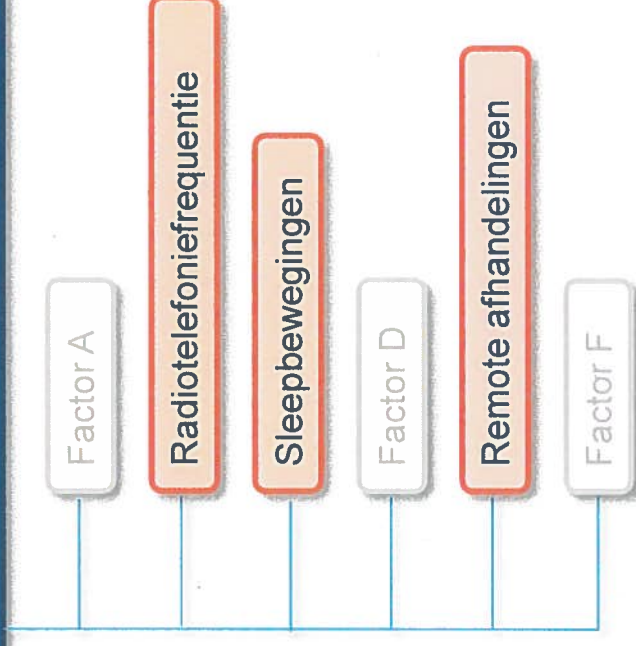 Factor A
Radiotelefoniefrequentie
Sleepbewegingen
Factor D
Remote afhandelingen
Factor F